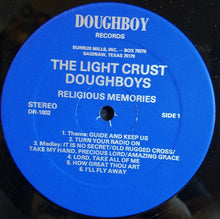 DOUGHBOY
RECORDS
BURRUS MILLS, INC. - BOX 79179
SAGINAW, TEXAS 76179
THE LIGHT CRUST
DOUGHBOYS
RELIGIOUS MEMORIES
STEREO
DR-1002
SIDE 1
1. Theme: GUIDE AND KEEP US
2. TURN YOUR RADIO ON
3. Medley: IT IS NO SECRET/OLD RUGGED CROSS/
TAKE MY HAND, PRECIOUS LORD/AMAZING GRACE
4. LORD, TAKE ALL OF ME
5. HOW GREAT THOU ART
6. I'LL FLY AWAY